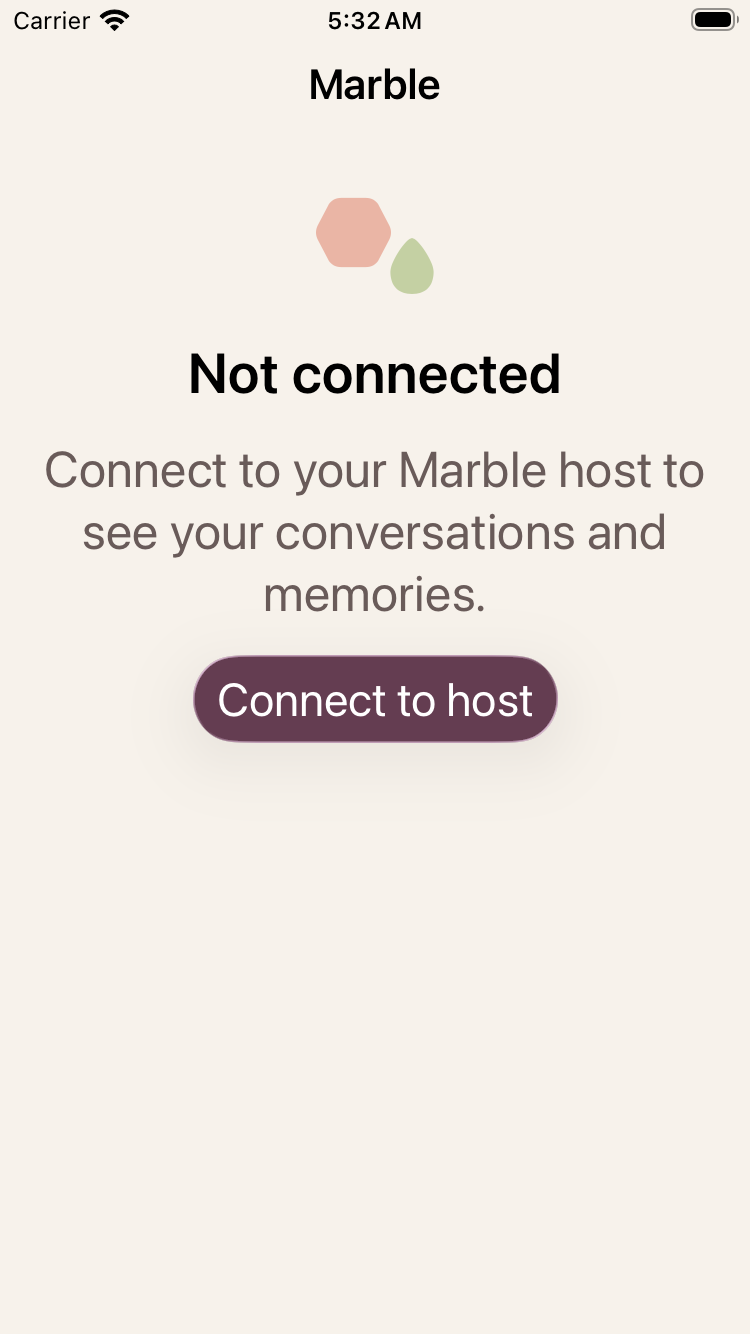 Carrier 5:32 AM
Marble
Not connected
Connect to your Marble host to
see your conversations and
memories.
Connect to host